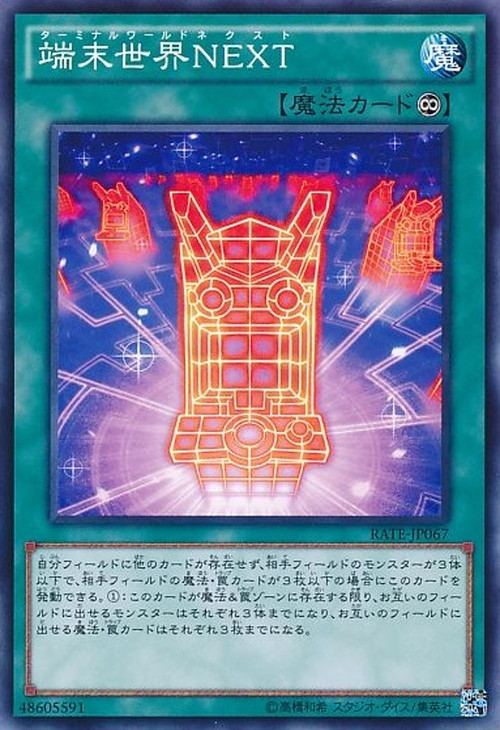 ターミナルワールドネクスト
端末世界NEXT
魔
【魔法カード∞】
RATE-JP067
自分フィールドに他のカードが存在せず、相手フィールドのモンスターが3体
以下で、相手フィールドの魔法・罠カードが3枚以下の場合にこのカードを
発動できる。①:このカードが魔法&罠ゾーンに存在する限り、お互いのフィー
ルドに出せるモンスターはそれぞれ3体までになり、お互いのフィールドに
出せる魔法・罠カードはそれぞれ3枚までになる。
48605591
©高橋和希 スタジオ・ダイス/集英社